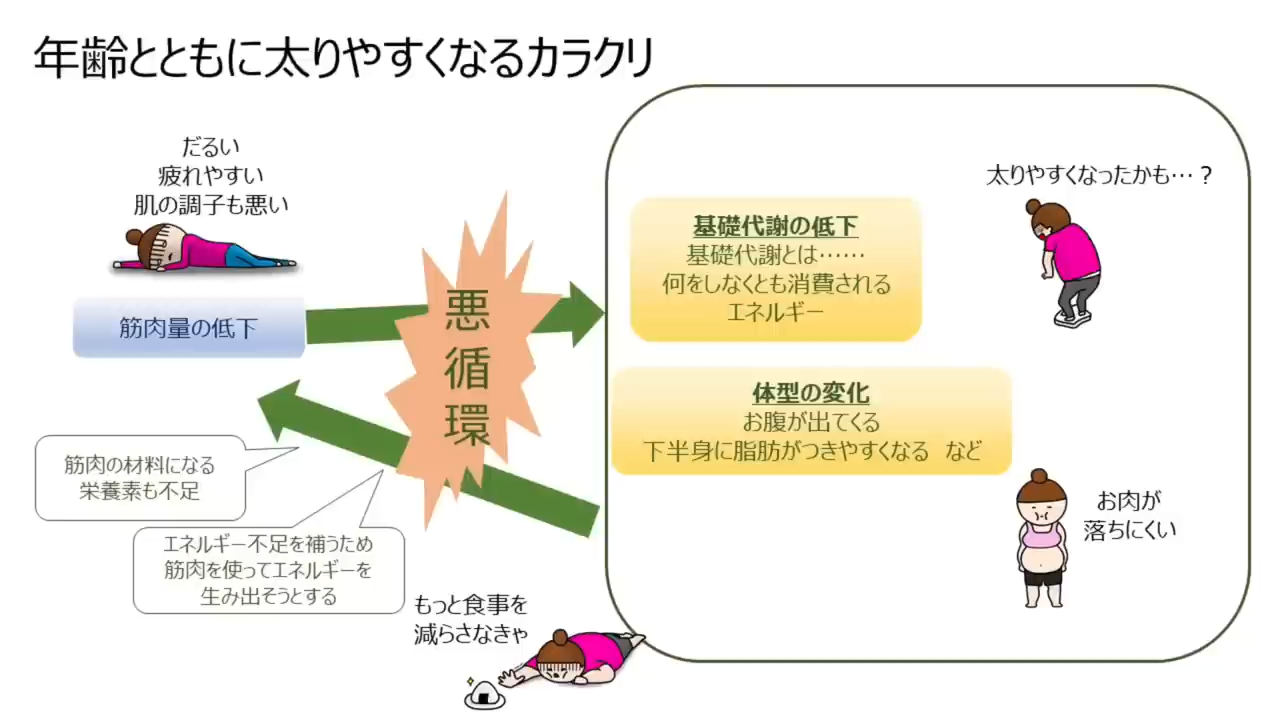 年齢とともに太りやすくなるカラクリ
だるい
疲れやすい
肌の調子も悪い
筋肉量の低下
悪
循
環
基礎代謝の低下
基礎代謝とは……
何をしなくとも消費される
エネルギー
太りやすくなったかも…？
体型の変化
お腹が出てくる
下半身に脂肪がつきやすくなる など
お肉が
落ちにくい
筋肉の材料になる
栄養素も不足
エネルギー不足を補うため
筋肉を使ってエネルギーを
生み出そうとする
もっと食事を
減らさなきゃ